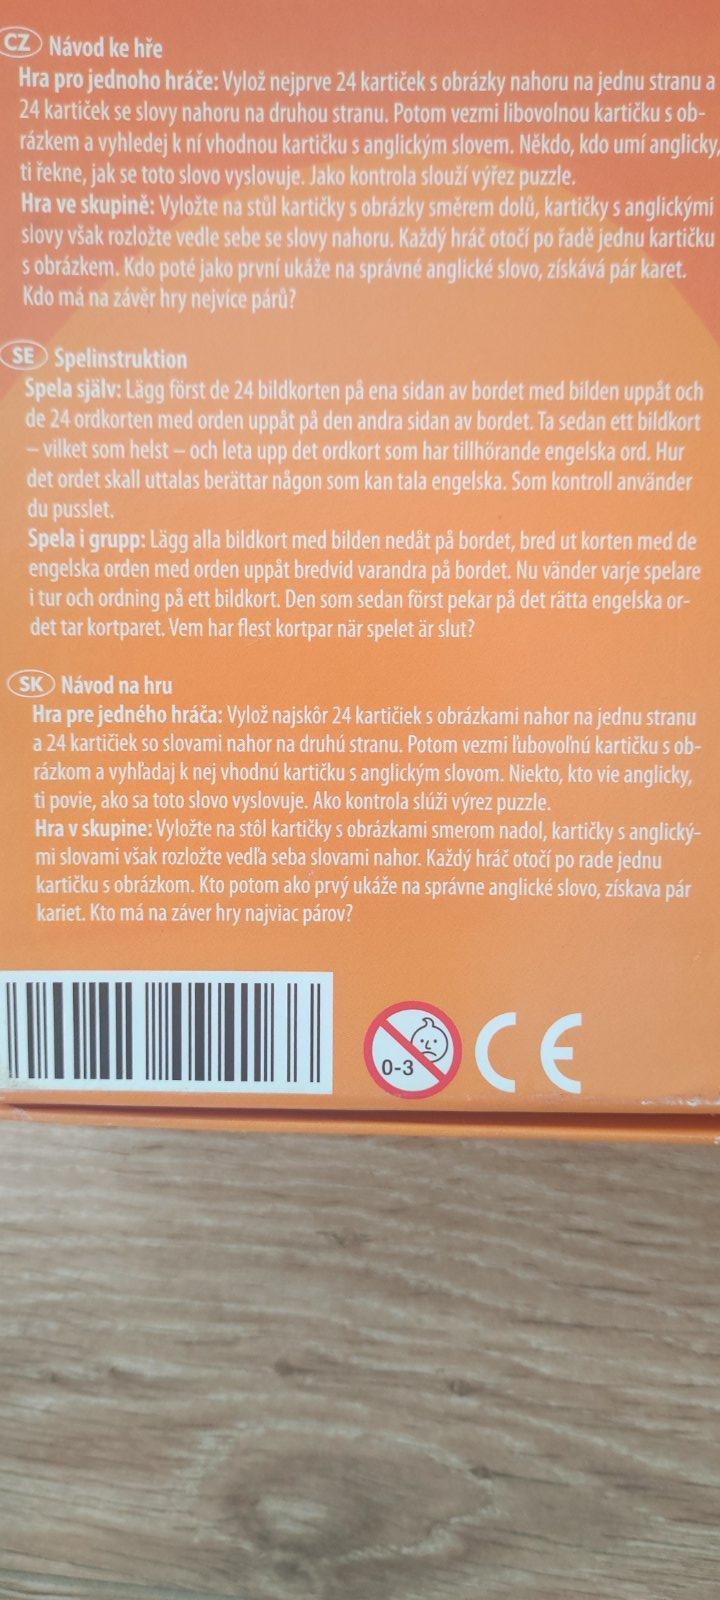 CZ Návod ke hře
Hra pro jednoho hráče: Vylož nejprve 24 kartiček s obrázky nahoru na jednu stranu a
24 kartiček se slovy nahoru na druhou stranu. Potom vezmi libovolnou kartičku s ob-
rázkem a vyhledej k ní vhodnou kartičku s anglickým slovem. Někdo, kdo umí anglicky,
ti řekne, jak se toto slovo vyslovuje. Jako kontrola slouží výřez puzzle.
Hra ve skupině: Vyložte na stůl kartičky s obrázky směrem dolů, kartičky s anglickými
slovy však rozložte vedle sebe se slovy nahoru. Každý hráč otočí po řadě jednu kartičku
s obrázkem. Kdo poté jako první ukáže na správné anglické slovo, získává pár karet.
Kdo má na závěr hry nejvíce párů?
SE Spelinstruktion
Spela själv: Lägg först de 24 bildkorten på ena sidan av bordet med bilden uppåt och
de 24 ordkorten med orden uppåt på den andra sidan av bordet. Ta sedan ett bildkort
– vilket som helst – och leta upp det ordkort som har tillhörande engelska ord. Hur
det ordet skall uttalas berättar någon som kan tala engelska. Som kontroll använder
du pusslet.
Spela i grupp: Lägg alla bildkort med bilden nedåt på bordet, bred ut korten med de
engelska orden med orden uppåt bredvid varandra på bordet. Nu vänder varje spelare
i tur och ordning på ett bildkort. Den som sedan först pekar på det rätta engelska or-
det tar kortparet. Vem har flest kortpar när spelet är slut?
SK Návod na hru
Hra pre jedného hráča: Vylož najskôr 24 kartičiek s obrázkami nahor na jednu stranu
a 24 kartičiek so slovami nahor na druhú stranu. Potom vezmi ľubovoľnú kartičku s ob-
rázkom a vyhľadaj k nej vhodnú kartičku s anglickým slovom. Niekto, kto vie anglicky,
ti povie, ako sa toto slovo vyslovuje. Ako kontrola slúži výrez puzzle.
Hra v skupine: Vyložte na stôl kartičky s obrázkami smerom nadol, kartičky s anglický-
mi slovami však rozložte vedľa seba slovami nahor. Každý hráč otočí po rade jednu
kartičku s obrázkom. Kto potom ako prvý ukáže na správne anglické slovo, získava pár
kariet. Kto má na záver hry najviac párov?
0-3 CE